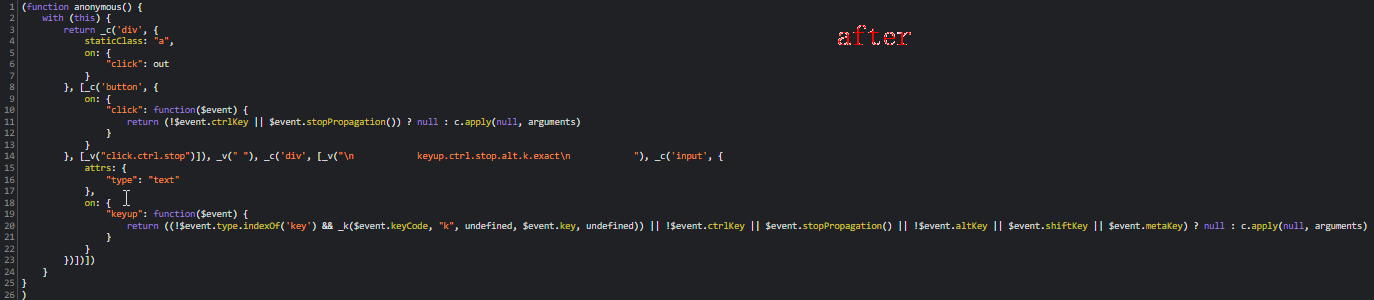 1 (function anonymous() {
2     with (this) {
3         return _c('div', {
4             staticClass: "a",
5             on: {
6                 "click": out
7             }
8         }, [_c('button', {
9             on: {
10                 "click": function($event) {
11                     return (!$event.ctrlKey || $event.stopPropagation()) ? null : c.apply(null, arguments)
12                 }
13             }
14         }, [_v("click.ctrl.stop")]), _v(" "), _c('div', [_v("\n            keyup.ctrl.stop.alt.k.exact\n            "), _c('input', {
15             attrs: {
16                 "type": "text"
17             },
18             on: {
19                 "keyup": function($event) {
20                     return ((!$event.type.indexOf('key') && _k($event.keyCode, "k", undefined, $event.key, undefined)) || !$event.ctrlKey || $event.stopPropagation() || !$event.altKey || $event.shiftKey || $event.metaKey) ? null : c.apply(null, arguments)
21                 }
22             }
23         })])])
24     }
25 }
26 )
after